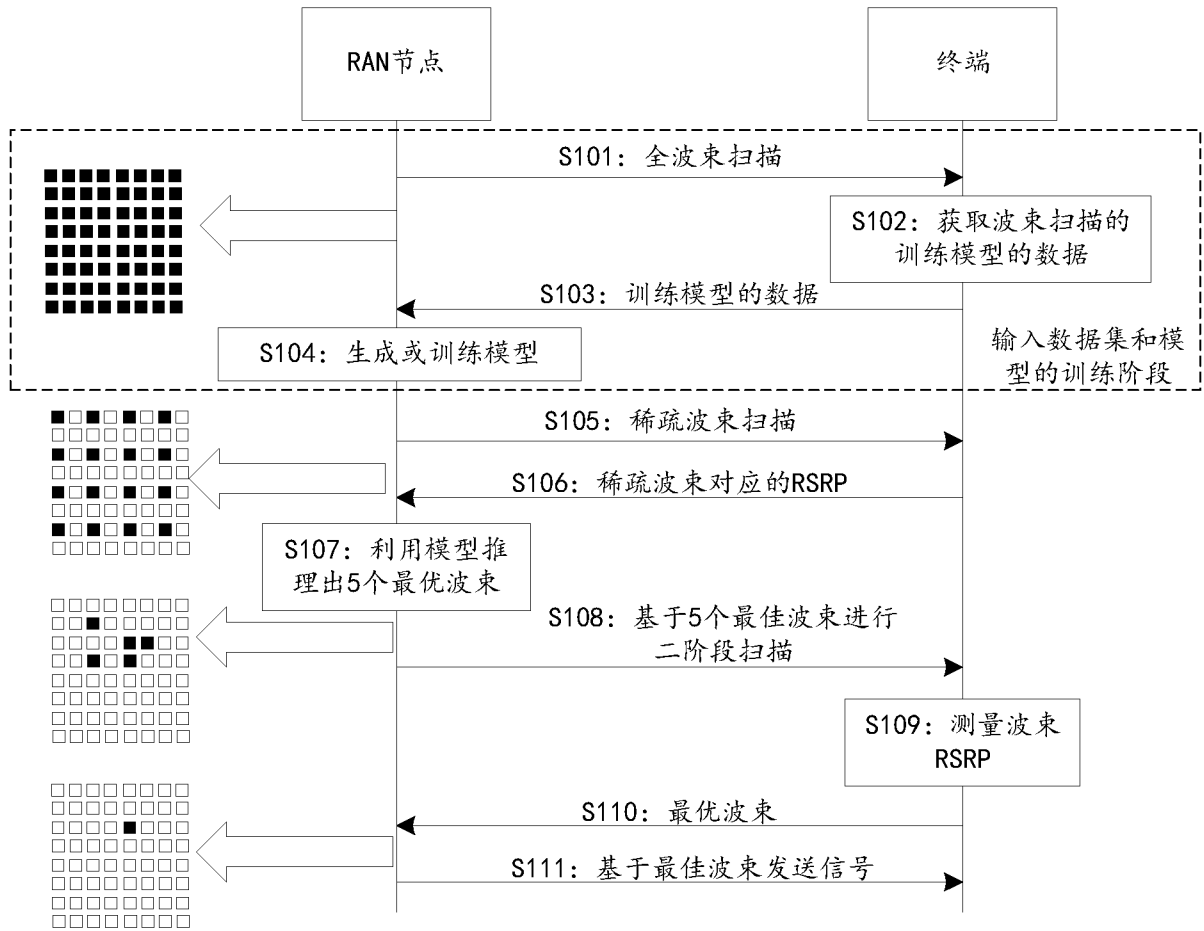 RAN节点
终端
S101：全波束扫描
S102：获取波束扫描的
训练模型的数据
S103：训练模型的数据
S104：生成或训练模型
输入数据集和模
型的训练阶段
S105：稀疏波束扫描
S106：稀疏波束对应的RSRP
S107：利用模型推
理出5个最优波束
S108：基于5个最佳波束进行
二阶段扫描
S109：测量波束
RSRP
S110：最优波束
S111：基于最佳波束发送信号